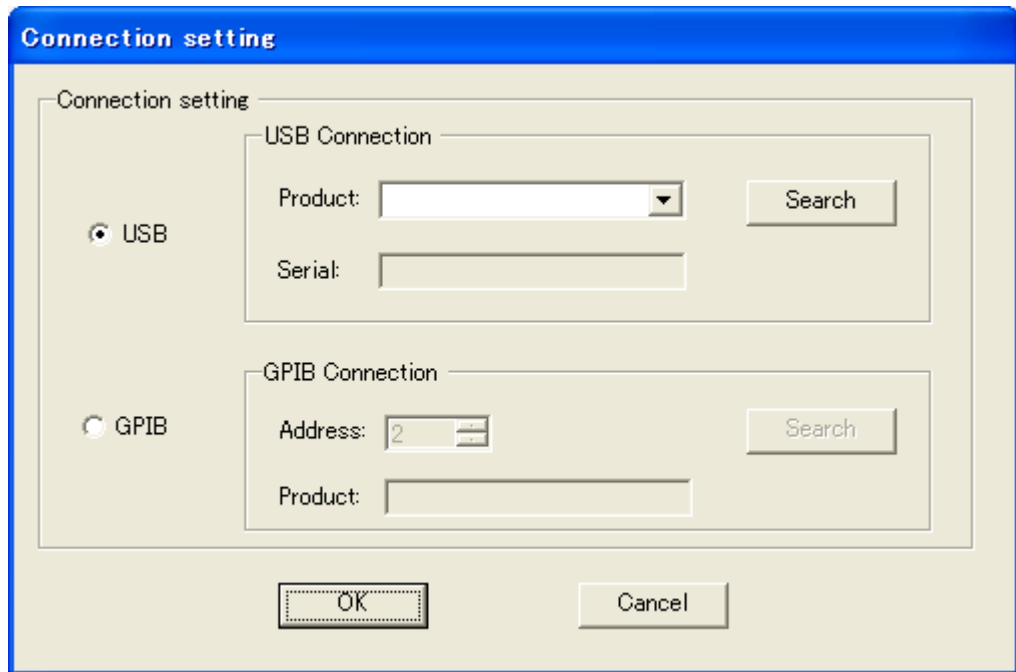 Connection setting
Connection setting
USB Connection
Product:
Search
USB
Serial:
GPIB Connection
GPIB
Address: 2
Search
Product:
OK
Cancel